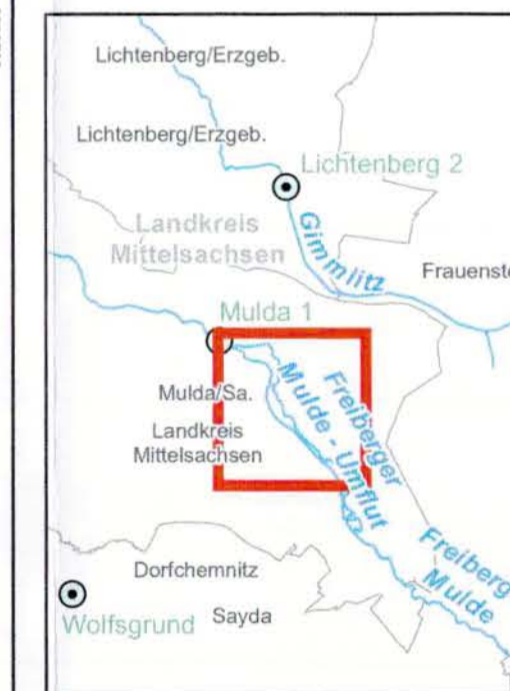 Lichtenberg/Erzgeb.
Lichtenberg/Erzgeb.
Lichtenberg 2
Landkreis
Mittelsachsen
Gimmlitz
Frauenst
Mulda 1
Mulda/Sa.
Landkreis
Mittelsachsen
Freiberger
Mulde - Umflut
Freiberg
Mulde
Dorfchemnitz
Wolfsgrund
Sayda